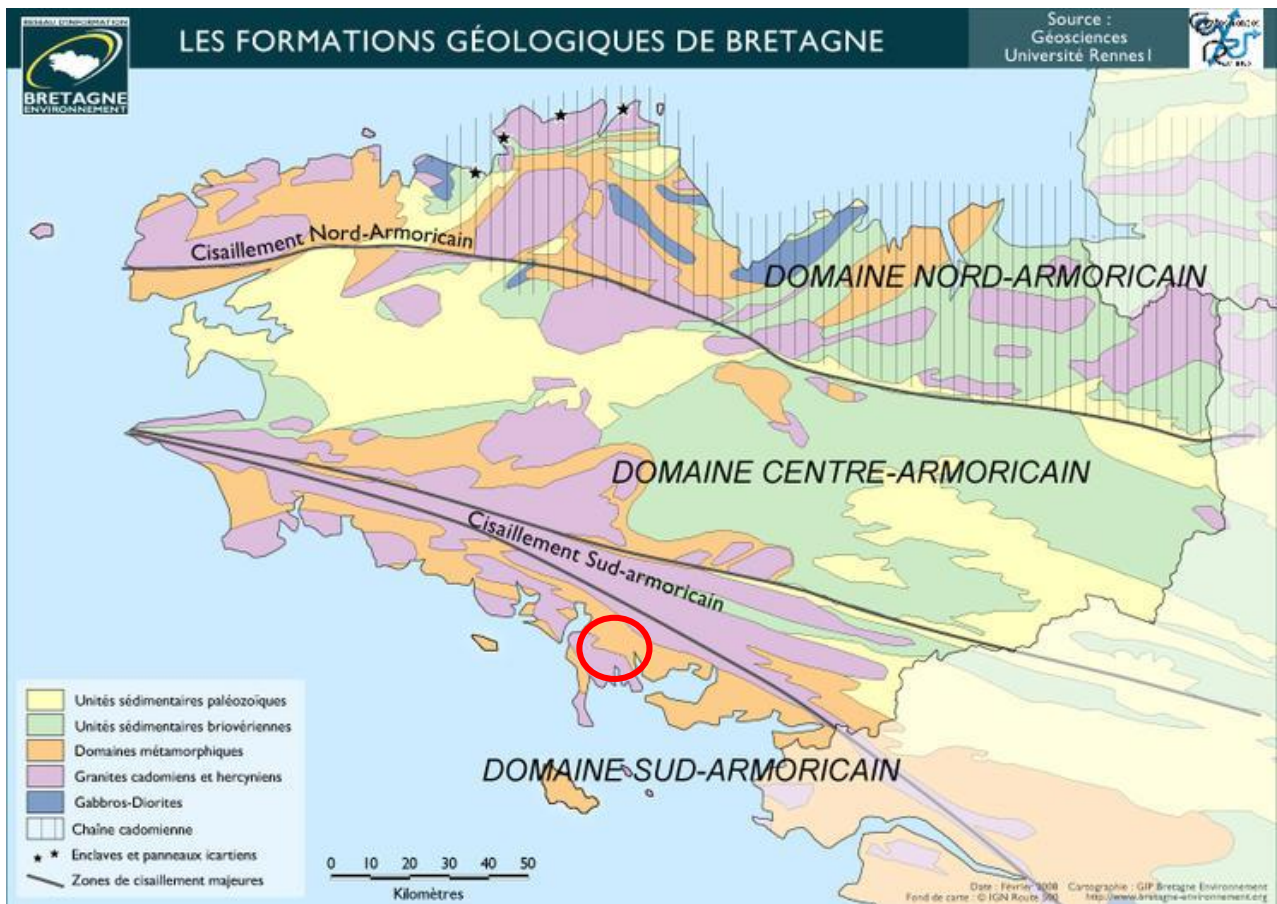 RESEAU D'INFORMATION
BRETAGNE
ENVIRONNEMENT
LES FORMATIONS GÉOLOGIQUES DE BRETAGNE
Source :
Géosciences
Université Rennes I
Cisaillement Nord-Armoricain
DOMAINE NORD-ARMORICAIN
DOMAINE CENTRE-ARMORICAIN
Cisaillement Sud-armoricain
DOMAINE SUD-ARMORICAIN
Unités sédimentaires paléozoïques
Unités sédimentaires briovériennes
Domaines métamorphiques
Granites cadomiens et hercyniens
Gabbros-Diorites
Chaîne cadomienne
Enclaves et panneaux icartiens
Zones de cisaillement majeures
0 10 20 30 40 50
Kilomètres
Date : Février 2008 Cartographie : GIP Bretagne Environnement
Fond de carte : © IGN Route 500 http://www.bretagne-environnement.org